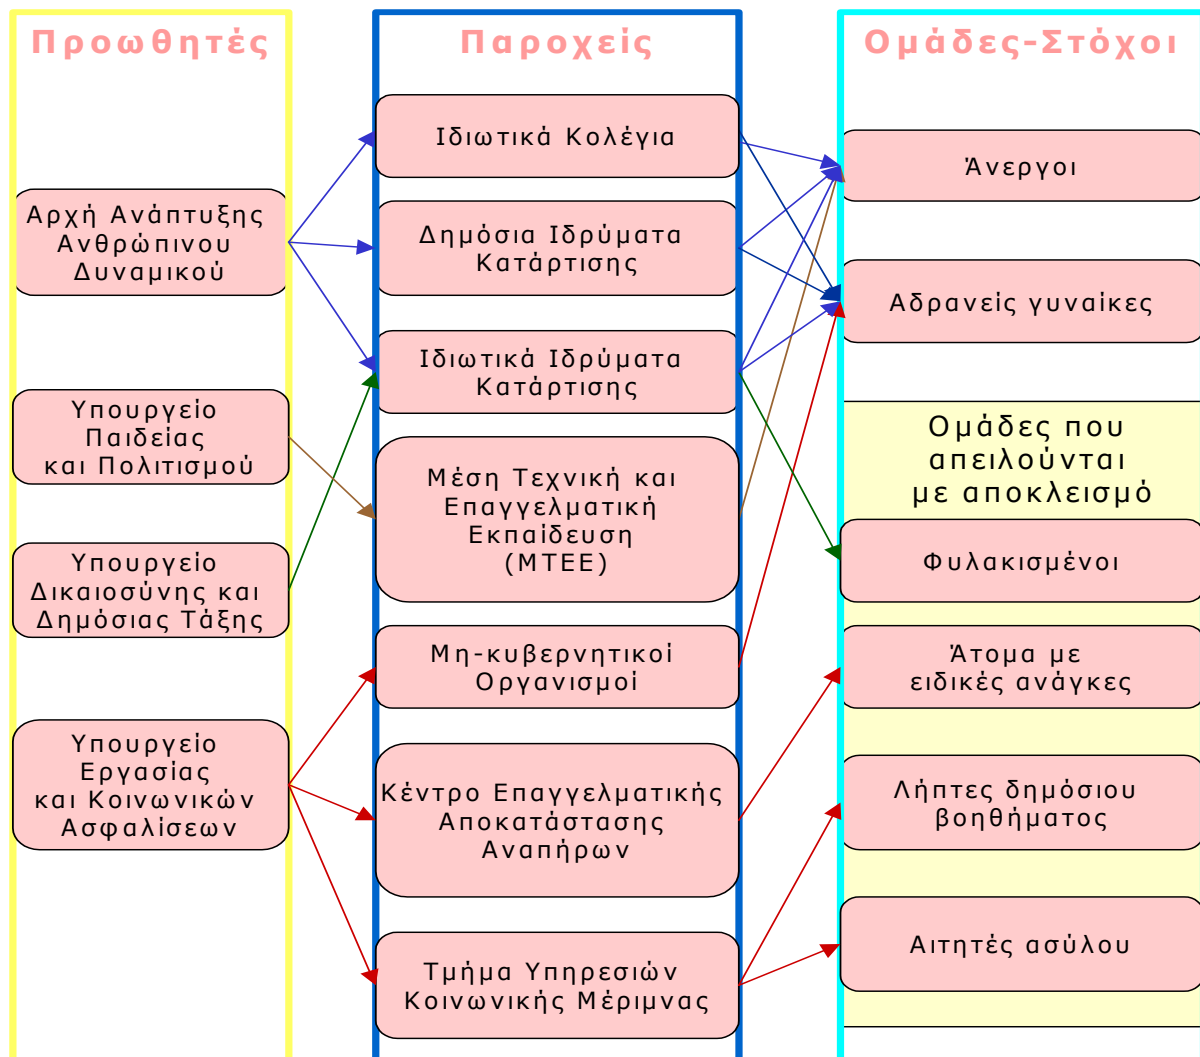 Προωθητές
Αρχή Ανάπτυξης
Ανθρώπινου
Δυναμικού
Υπουργείο
Παιδείας
και Πολιτισμού
Υπουργείο
Δικαιοσύνης και
Δημόσιας Τάξης
Υπουργείο
Εργασίας
και Κοινωνικών
Ασφαλίσεων
Παροχείς
Ιδιωτικά Κολέγια
Δημόσια Ιδρύματα
Κατάρτισης
Ιδιωτικά Ιδρύματα
Κατάρτισης
Μέση Τεχνική και
Επαγγελματική
Εκπαίδευση
(ΜΤΕΕ)
Μη-κυβερνητικοί
Οργανισμοί
Κέντρο Επαγγελματικής
Αποκατάστασης
Αναπήρων
Τμήμα Υπηρεσιών
Κοινωνικής Μέριμνας
Ομάδες-Στόχοι
Άνεργοι
Αδρανείς γυναίκες
Ομάδες που
απειλούνται
με αποκλεισμό
Φυλακισμένοι
Άτομα με
ειδικές ανάγκες
Λήπτες δημόσιου
βοηθήματος
Αιτητές ασύλου